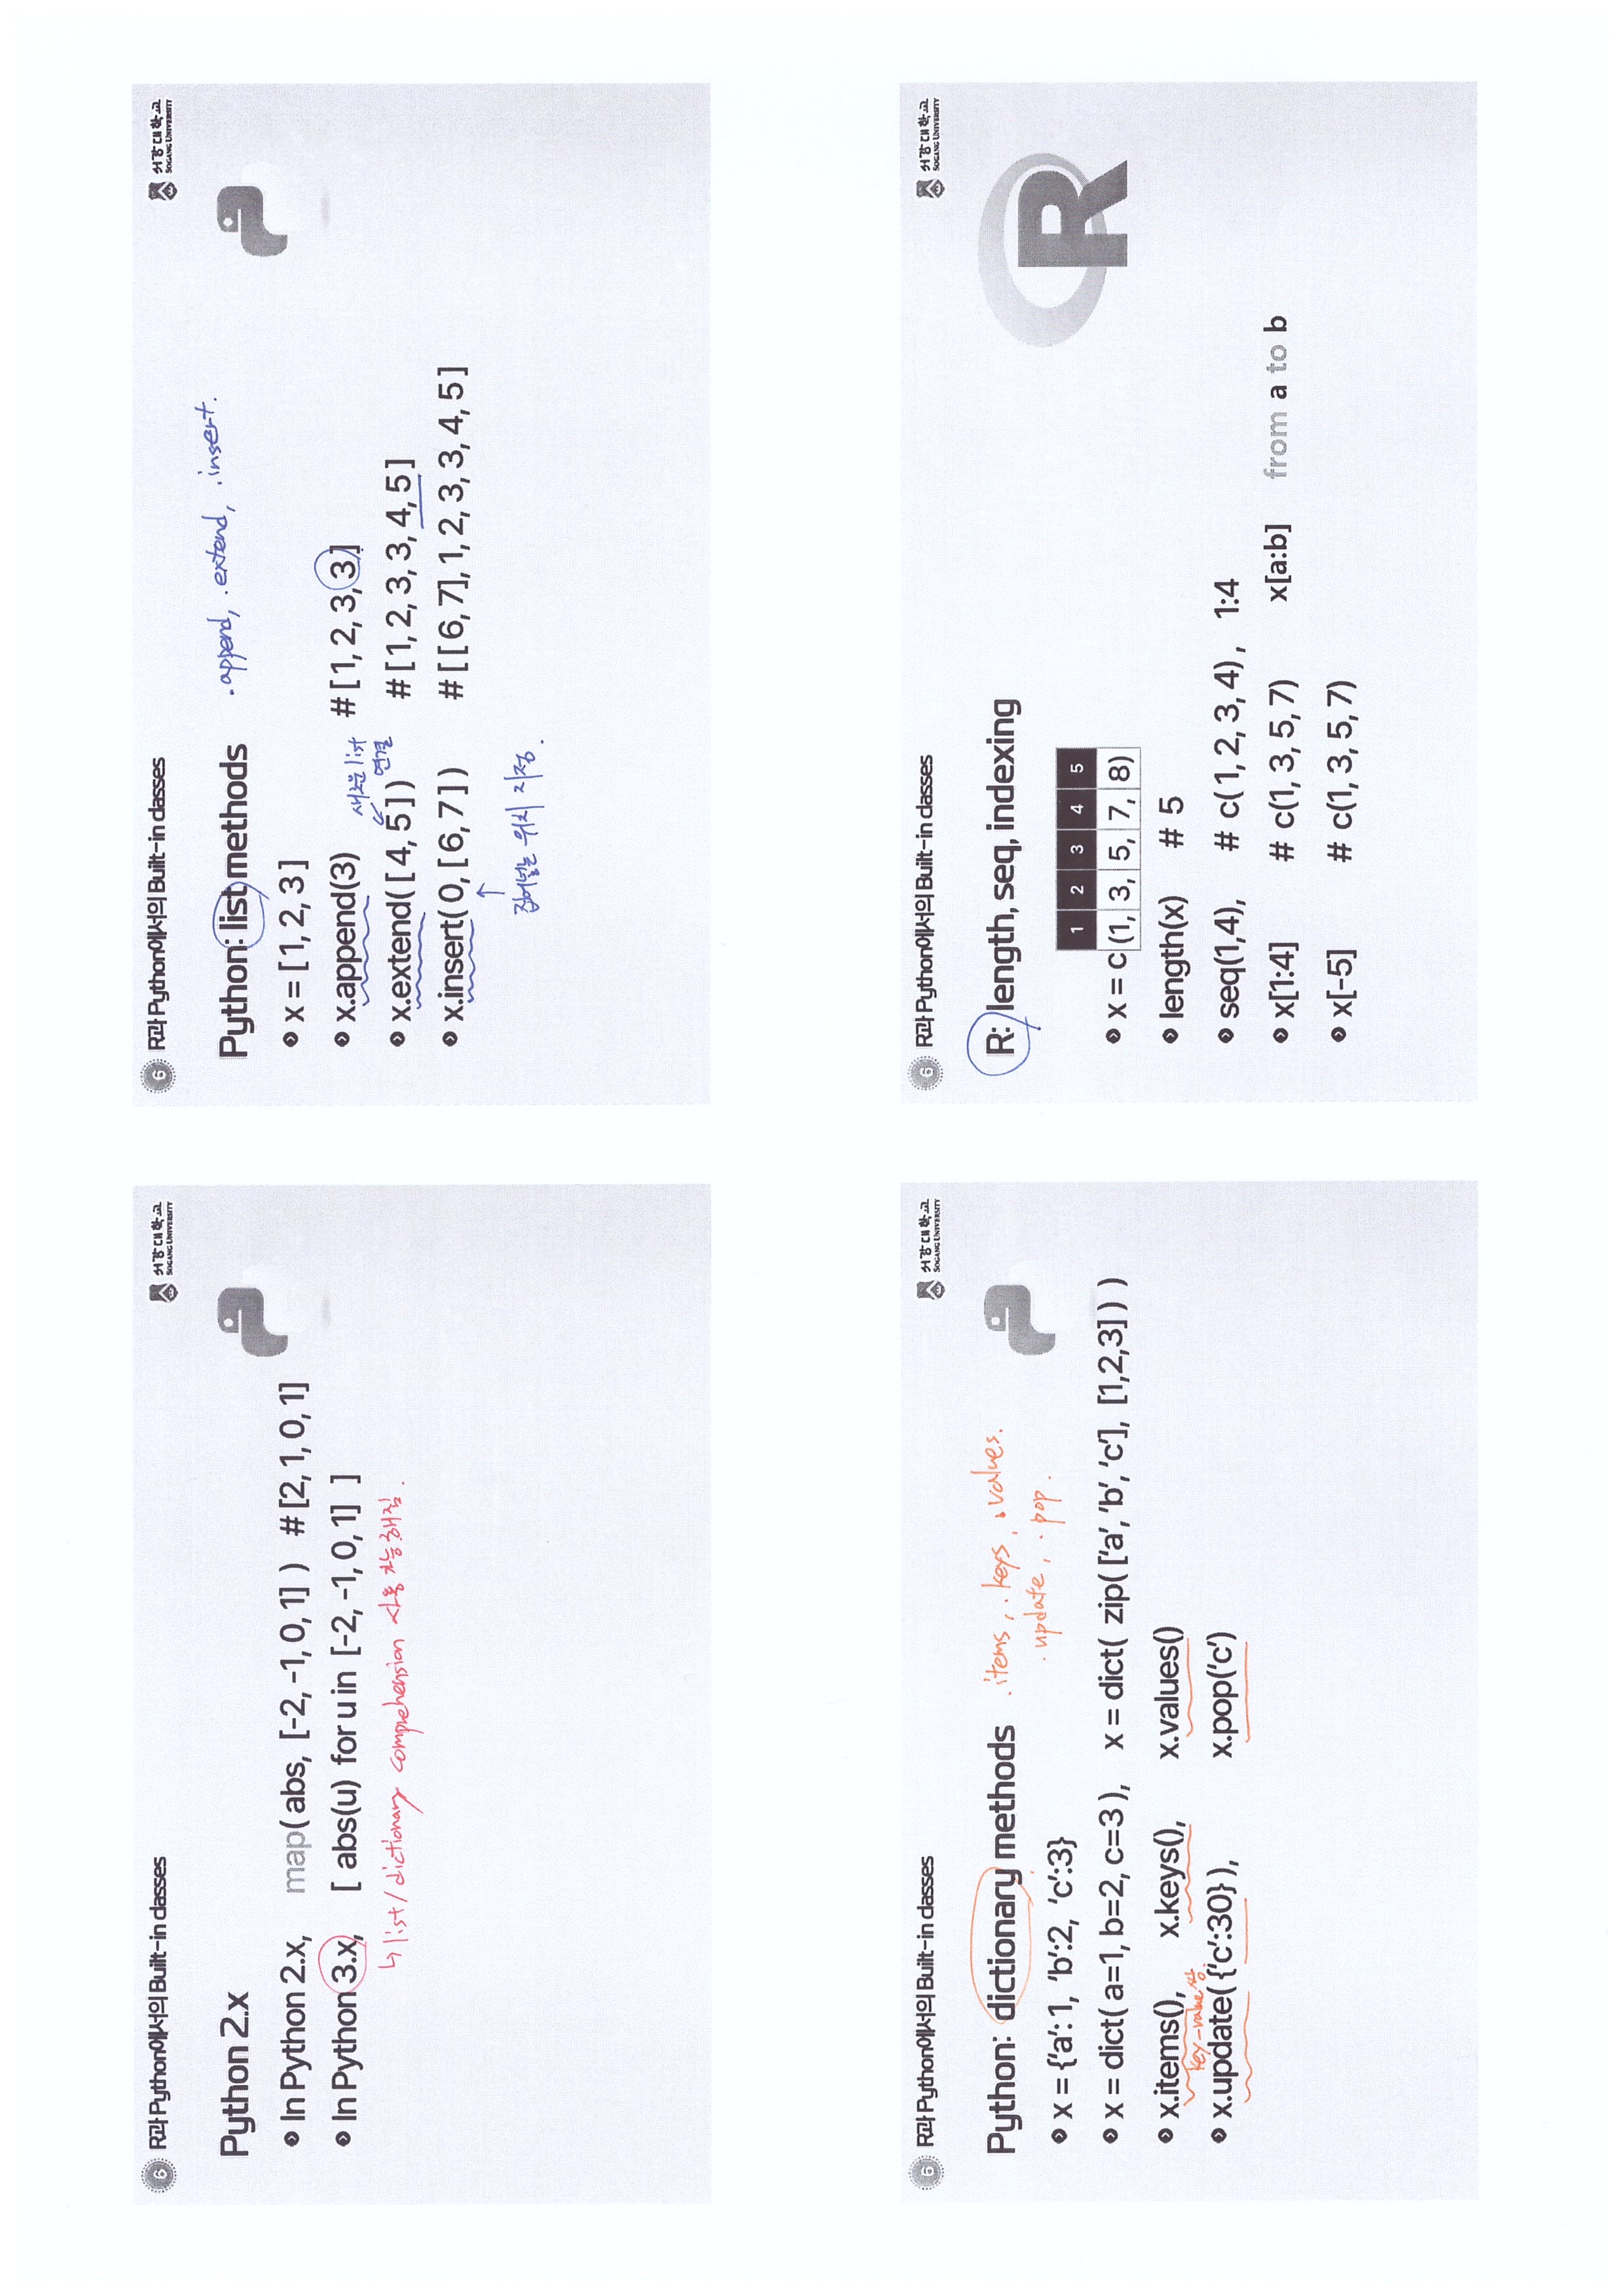 6 R과 Python에서의 Built-in classes
서강대학교
SOGANG UNIVERSITY
Python 2.x
In Python 2.x, map( abs, [-2, -1, 0, 1] ) # [2, 1, 0, 1]
In Python 3.x, [ abs(u) for u in [-2, -1, 0, 1] ]
↳ list/dictionary comprehension 사용 가능해짐.
6 R과 Python에서의 Built-in classes
서강대학교
SOGANG UNIVERSITY
Python: list methods .append, .extend, .insert.
x = [ 1, 2, 3 ]
x.append(3) # [ 1, 2, 3, 3 ]
새로운 list
연결
x.extend( [ 4, 5 ] ) # [ 1, 2, 3, 3, 4, 5 ]
x.insert( 0, [ 6, 7 ] ) # [ [ 6, 7 ], 1, 2, 3, 3, 4, 5 ]
↑
집어넣는 위치 지정.
6 R과 Python에서의 Built-in classes
서강대학교
SOGANG UNIVERSITY
Python: dictionary methods .items, .keys, .values.
.update, .pop.
x = {‘a’: 1, ‘b’:2, ‘c’:3}
x = dict( a=1, b=2, c=3 ), x = dict( zip( [‘a’, ‘b’, ‘c’], [1,2,3] ) )
x.items(), x.keys(), x.values()
key-value 쌍.
x.update( {‘c’:30} ), x.pop(‘c’)
6 R과 Python에서의 Built-in classes
서강대학교
SOGANG UNIVERSITY
R: length, seq, indexing
1 2 3 4 5
x = c (1, 3, 5, 7, 8)
length(x) # 5
seq(1,4), # c( 1, 2, 3, 4 ) , 1:4
x[1:4] # c(1, 3, 5, 7) x[a:b] from a to b
x[-5] # c(1, 3, 5, 7)
R